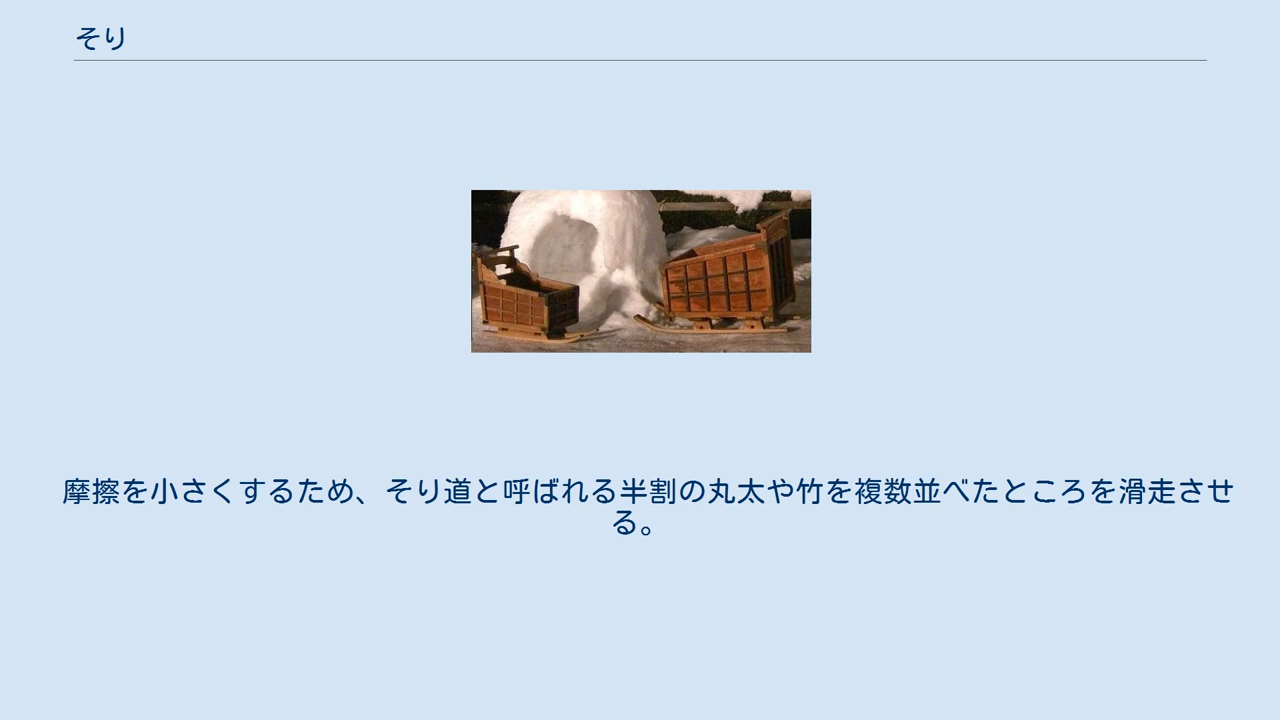 そり
摩擦を小さくするため、そり道と呼ばれる半割の丸太や竹を複数並べたところを滑走させ
る。